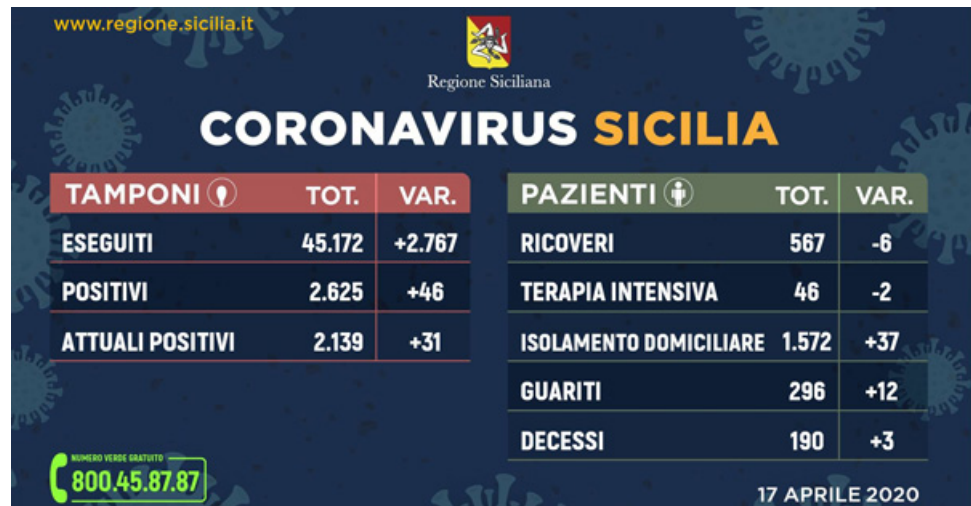 www.regione.sicilia.it
Regione Siciliana
CORONAVIRUS SICILIA
TAMPONI TOT. VAR.
ESEGUITI 45.172 +2.767
POSITIVI 2.625 +46
ATTUALI POSITIVI 2.139 +31
PAZIENTI TOT. VAR.
RICOVERI 567 -6
TERAPIA INTENSIVA 46 -2
ISOLAMENTO DOMICILIARE 1.572 +37
GUARITI 296 +12
DECESSI 190 +3
NUMERO VERDE GRATUITO
800.45.87.87
17 APRILE 2020